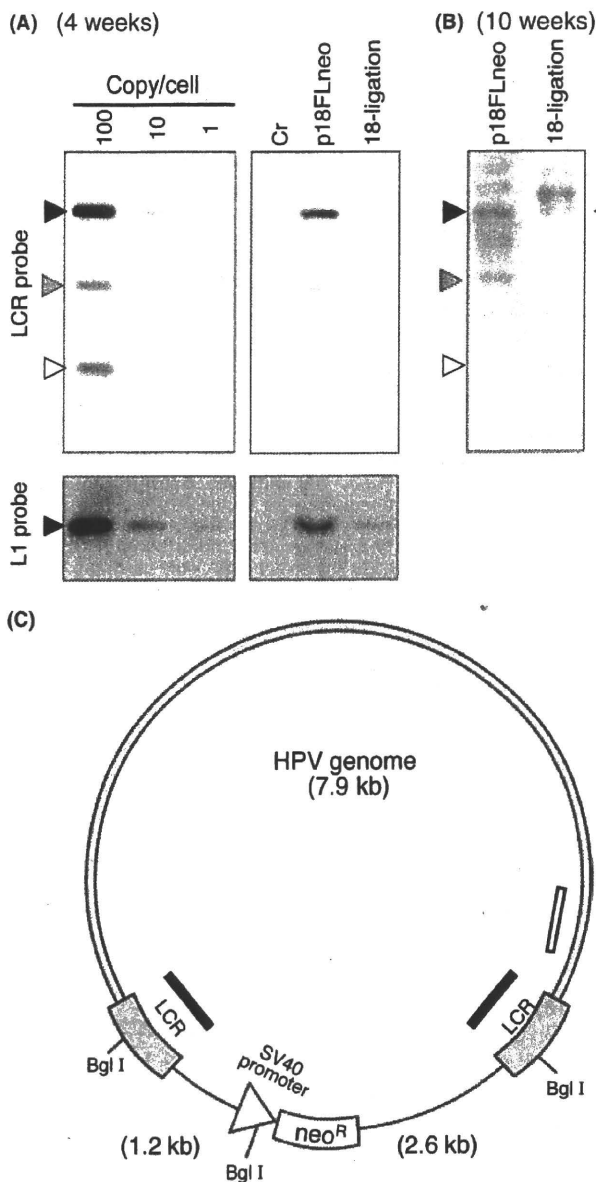 (A) (4 weeks)
Copy/cell
100 10 1
Cr p18FLneo 18-ligation
LCR probe
L1 probe
(B) (10 weeks)
p18FLneo 18-ligation
(C)
HPV genome
(7.9 kb)
LCR
LCR
Bgl I
Bgl I
SV40
promoter
neoR
(1.2 kb)
(2.6 kb)
Bgl I